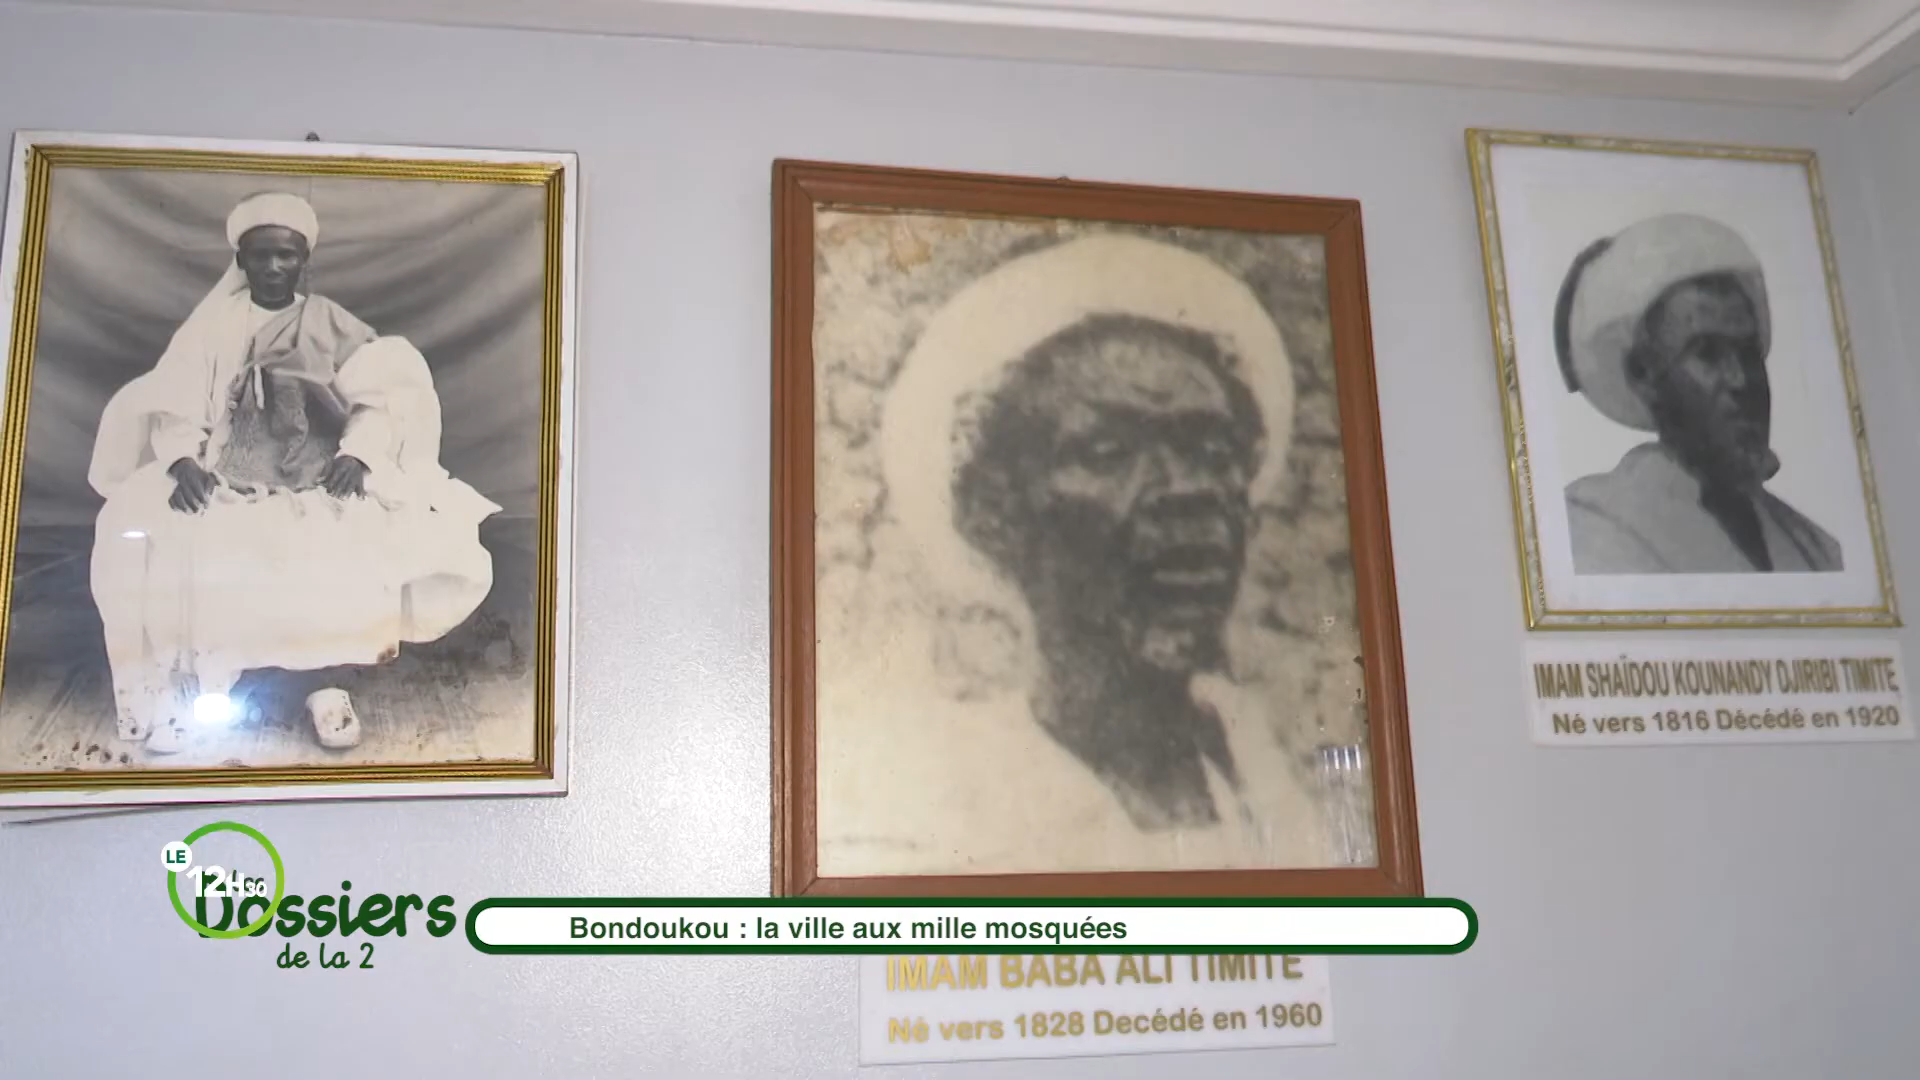 IMAM SHAÏDOU KOUNANDY DJIRIBI TIMITE
Né vers 1816 Décédé en 1920
LE
12H30
Les
Dossiers
de la 2
Bondoukou : la ville aux mille mosquées
IMAM BABA ALI TIMITE
Né vers 1828 Decédé en 1960